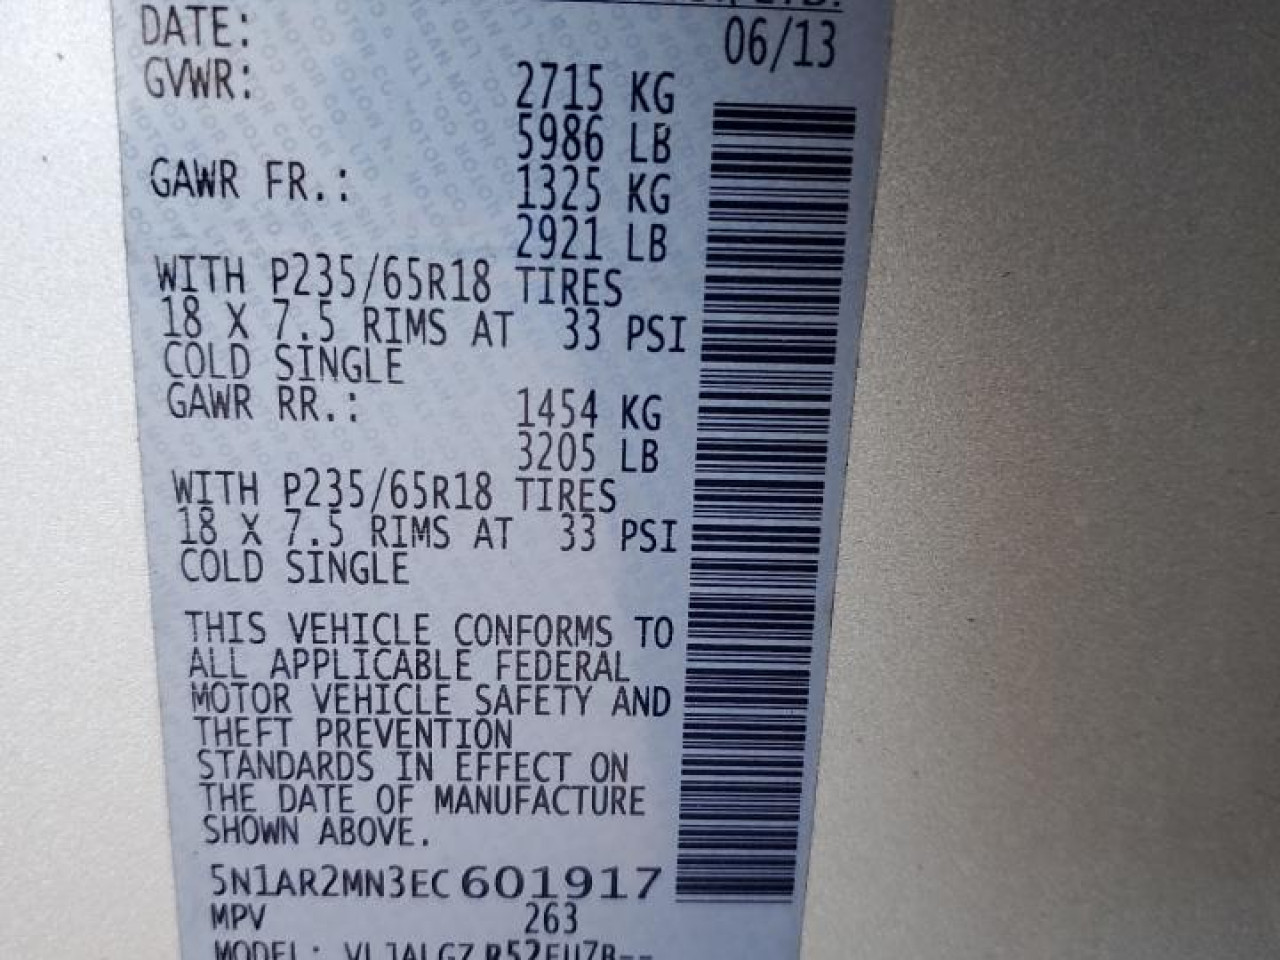 DATE: 06/13
GVWR: 2715 KG
5986 LB
GAWR FR.: 1325 KG
2921 LB
WITH P235/65R18 TIRES
18 X 7.5 RIMS AT 33 PSI
COLD SINGLE
GAWR RR.: 1454 KG
3205 LB
WITH P235/65R18 TIRES
18 X 7.5 RIMS AT 33 PSI
COLD SINGLE
THIS VEHICLE CONFORMS TO
ALL APPLICABLE FEDERAL
MOTOR VEHICLE SAFETY AND
THEFT PREVENTION
STANDARDS IN EFFECT ON
THE DATE OF MANUFACTURE
SHOWN ABOVE.
5N1AR2MN3EC601917
MPV 263
MODEL: